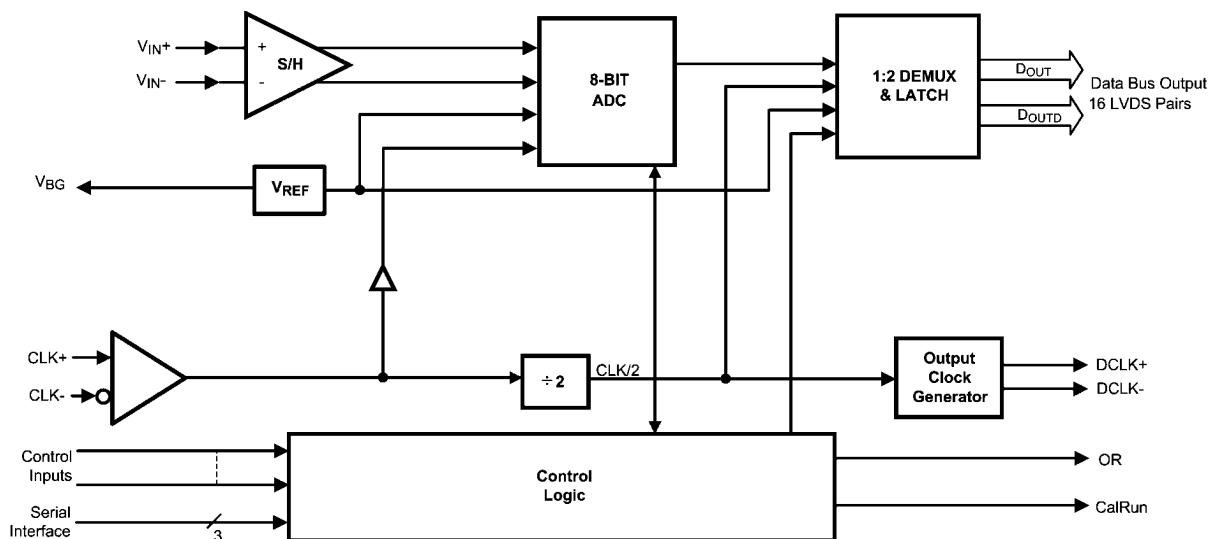 VIN+
VIN-
+
-
S/H
8-BIT
ADC
1:2 DEMUX
& LATCH
DOUT
DOUTD
Data Bus Output
16 LVDS Pairs
VBG
VREF
CLK+
CLK-
÷2
CLK/2
Output
Clock
Generator
DCLK+
DCLK-
Control
Inputs
Serial
Interface
3
Control
Logic
OR
CalRun